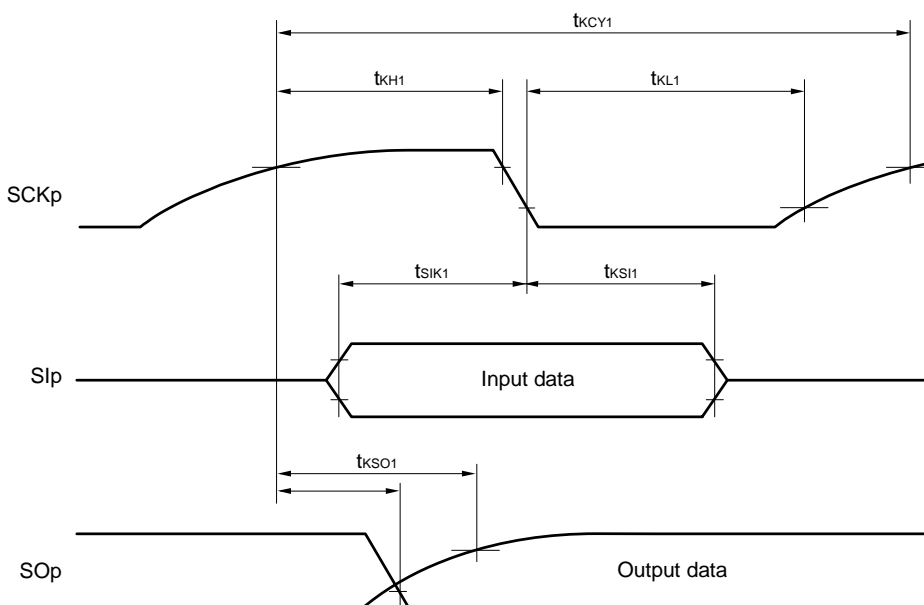 tKCY1
tKH1
tKL1
SCKp
tSIK1
tKSI1
SIp
Input data
tKSO1
SOp
Output data